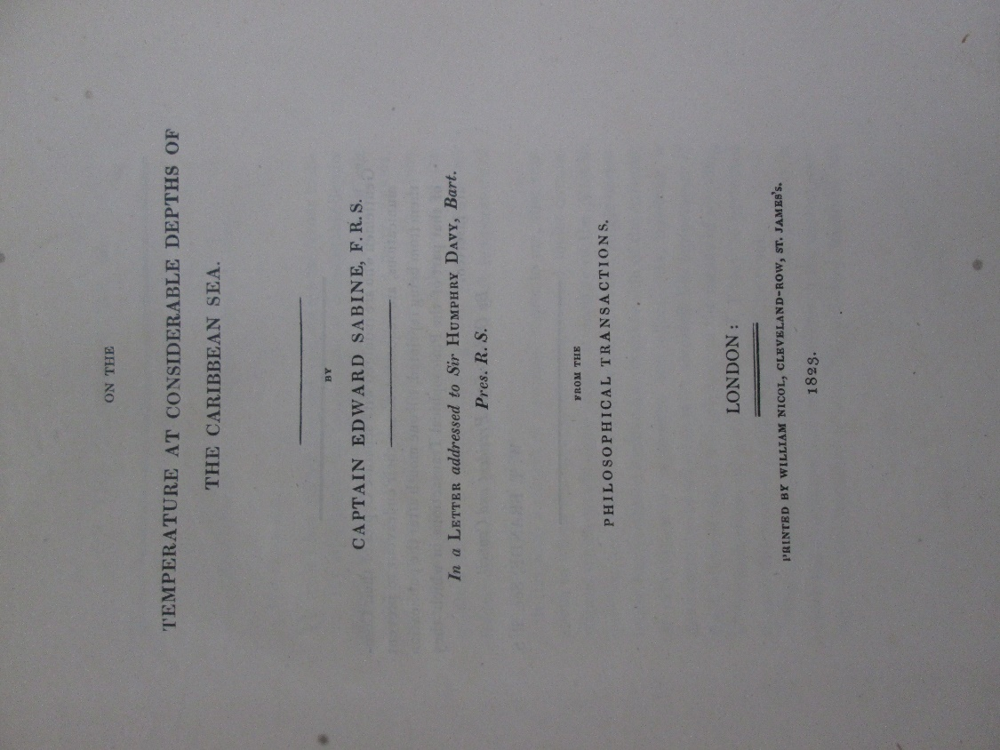 ON THE
TEMPERATURE AT CONSIDERABLE DEPTHS OF
THE CARIBBEAN SEA.
BY
CAPTAIN EDWARD SABINE, F.R.S.
In a LETTER addressed to Sir HUMPHRY DAVY, Bart.
Pres. R. S.
FROM THE
PHILOSOPHICAL TRANSACTIONS.
LONDON:
PRINTED BY WILLIAM NICOL, CLEVELAND-ROW, ST. JAMES'S.
1823.